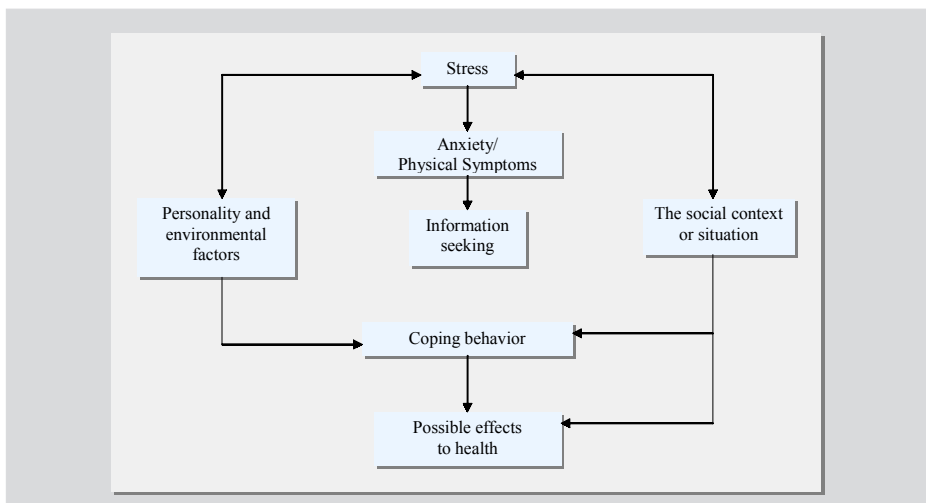 Stress
Anxiety/
Physical Symptoms
Personality and
environmental
factors
Information
seeking
The social context
or situation
Coping behavior
Possible effects
to health